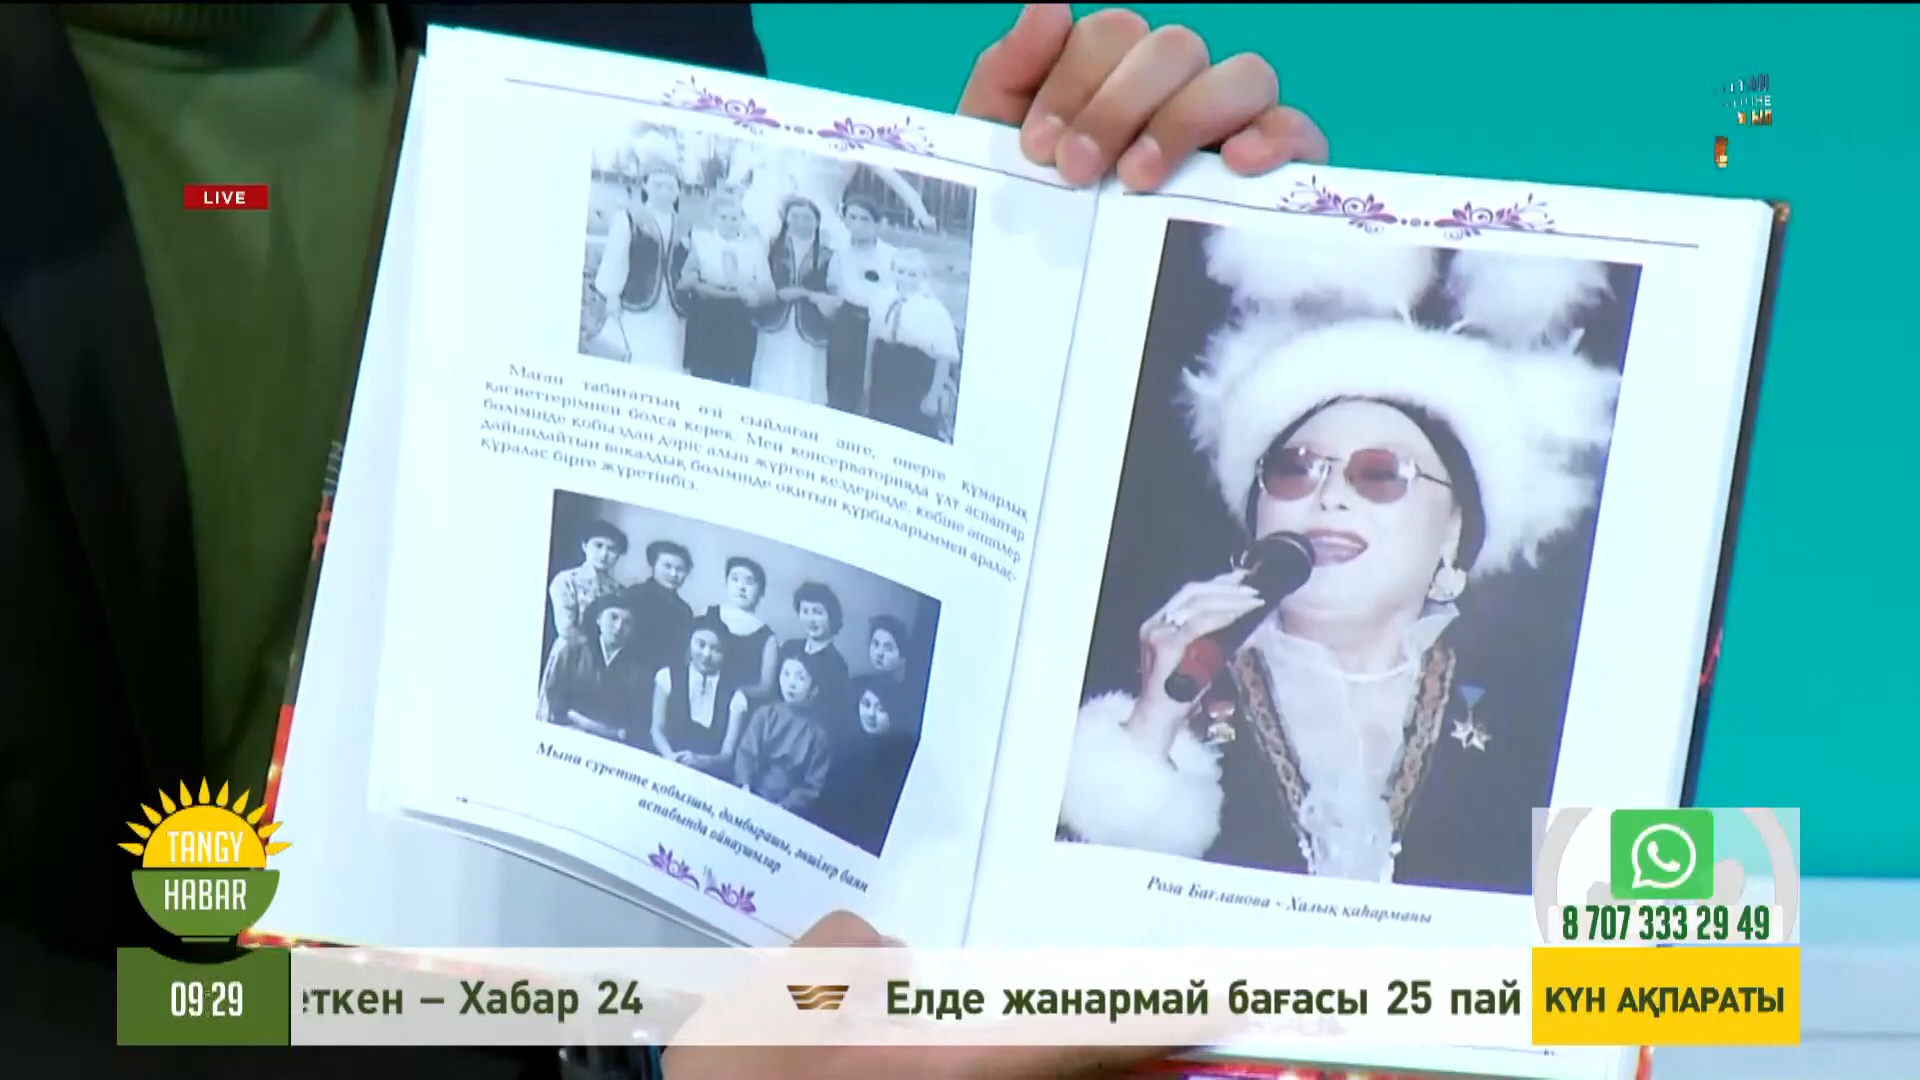 LIVE
Маған табиғаттың өзі сыйлаған әнге, өнерге құмарлық
қасиеттерімнен болса керек. Мен консерваторияда ұлт аспаптар
бөлімінде қобыздан дәріс алып жүрген кездерімде, көбіне әншілер
дайындайтын вокалдық бөлімінде оқитын құрбыларыммен аралас-
құралас бірге жүретінбіз.
Мына суретте қобызшы, домбырашы, әншілер баян
аспабында ойнаушылар
Роза Бағланова - Халық қаһарманы
TANGY
HABAR
8 707 333 29 49
09:29
еткен – Хабар 24
Елде жанармай бағасы 25 пай
КҮН АҚПАРАТЫ